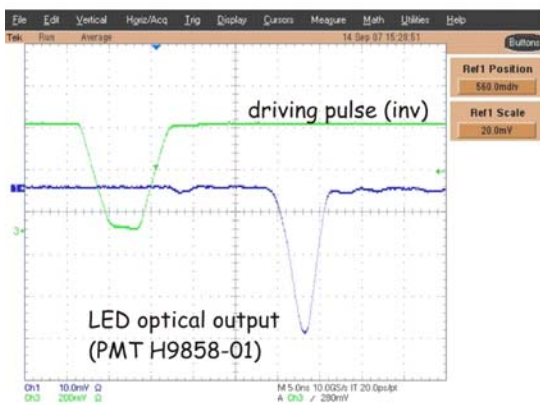 File Edit Vertical Horiz/Acq Trig Display Cursors Measure Math Utilities Help
Tek Run Average 14 Sep 07 15:20:51 Buttons
Ref1 Position
560.0mdiv
Ref1 Scale
20.0mV
driving pulse (inv)
3
LED optical output
(PMT H9858-01)
Ch1 10.0mV Ω M 5.0ns 10.0GS/s IT 20.0ps/pt
Ch3 200mV Ω A Ch3 / 280mV